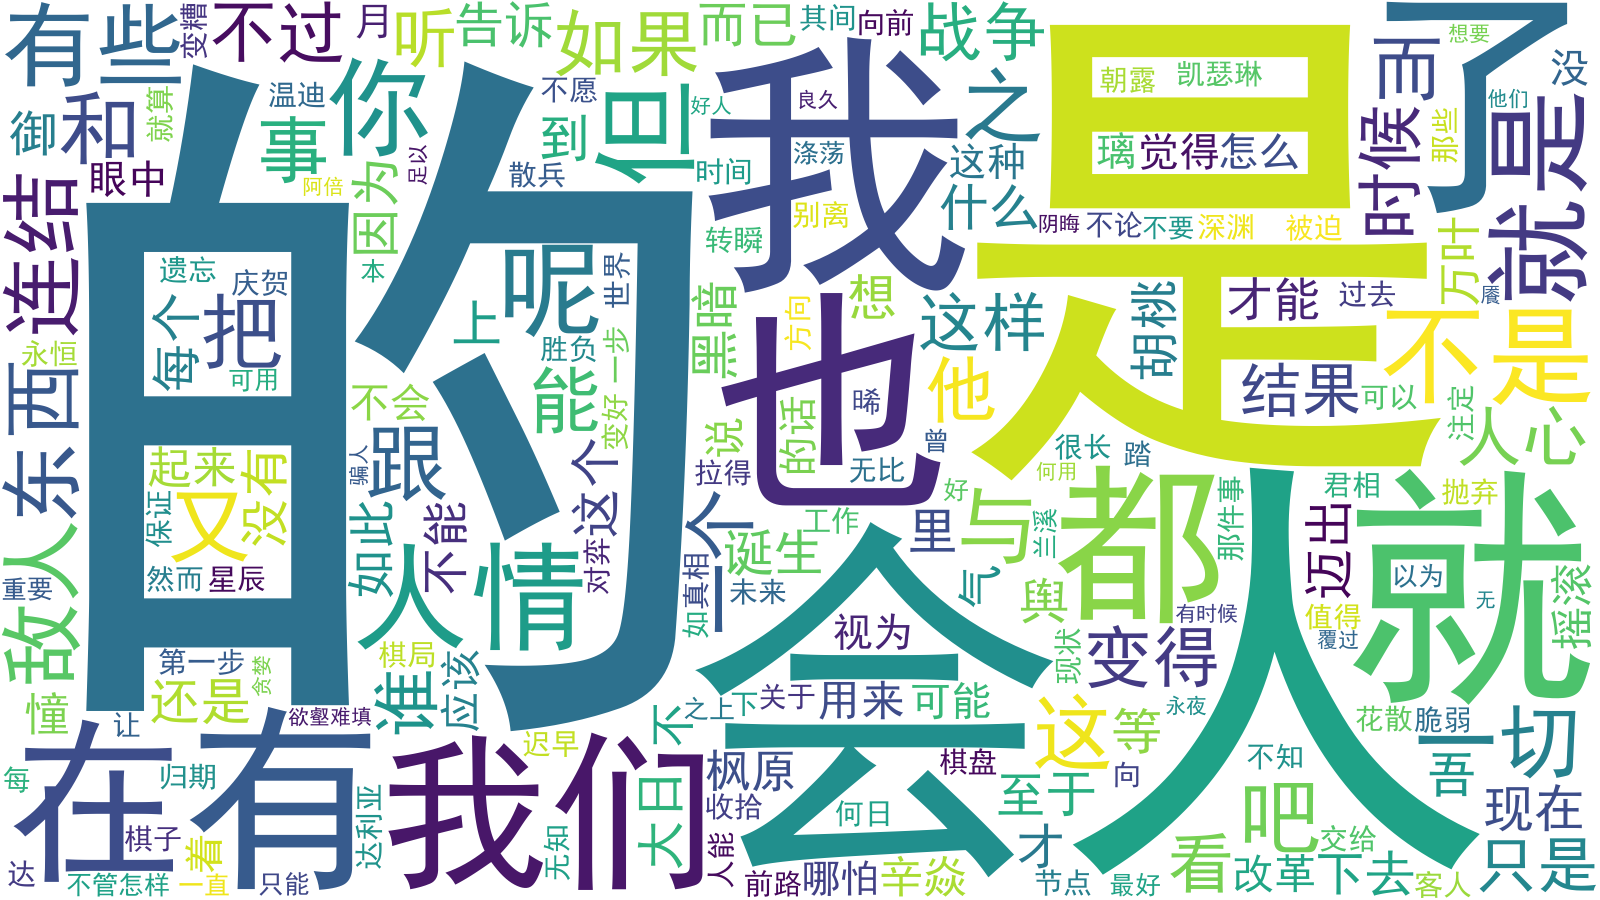 有些
变糟
不过
月
听
告诉
如果
而已
其间
向前
战争
了
想要
没
而
朝露
凯瑟琳
他们
那些
御
和
就算
温迪
你
不愿
到
但
好人
良久
我
之
是
时候
就是
事
眼中
阿倍
因为
足以
散兵
时间
涤荡
这种
什么
璃
觉得
怎么
别离
转瞬
阴晦
不论
不要
深渊
被迫
万叶
连结
的
遗忘
庆贺
本
呢
世界
黑暗
方向
想
这样
胡桃
才能
过去
餍
不是
每个
把
永恒
可用
上
胜负
一步
能
变好
也
他
晞
结果
可以
注定
人心
东西
不会
跟
说
的话
曾
很长
踏
起来
又
没有
骗人
这个
拉得
无比
何用
好
都
那件事
君相
抛弃
保证
不能
对弈
一个
工作
里
与
兰溪
迈出
就
敌人
然而
星辰
如此
人情
诞生
如
真相
未来
会
气
舆
人
以为
无
摇滚
重要
第一步
贪婪
棋局
视为
现状
有时候
值得
覆过
憧
还是
谁
应该
不
之上
下
关于
用来
可能
变得
永夜
花散
脆弱
一切
让
欲壑难填
迟早
这
等
吾
在
有
我们
大日
枫原
棋盘
至于
向
不知
现在
每
归期
达利亚
收拾
何日
吧
棋子
着
无知
人能
才
看
交给
改革
下去
只是
达
不管怎样
一直
只能
前路
哪怕
辛焱
节点
最好
客人